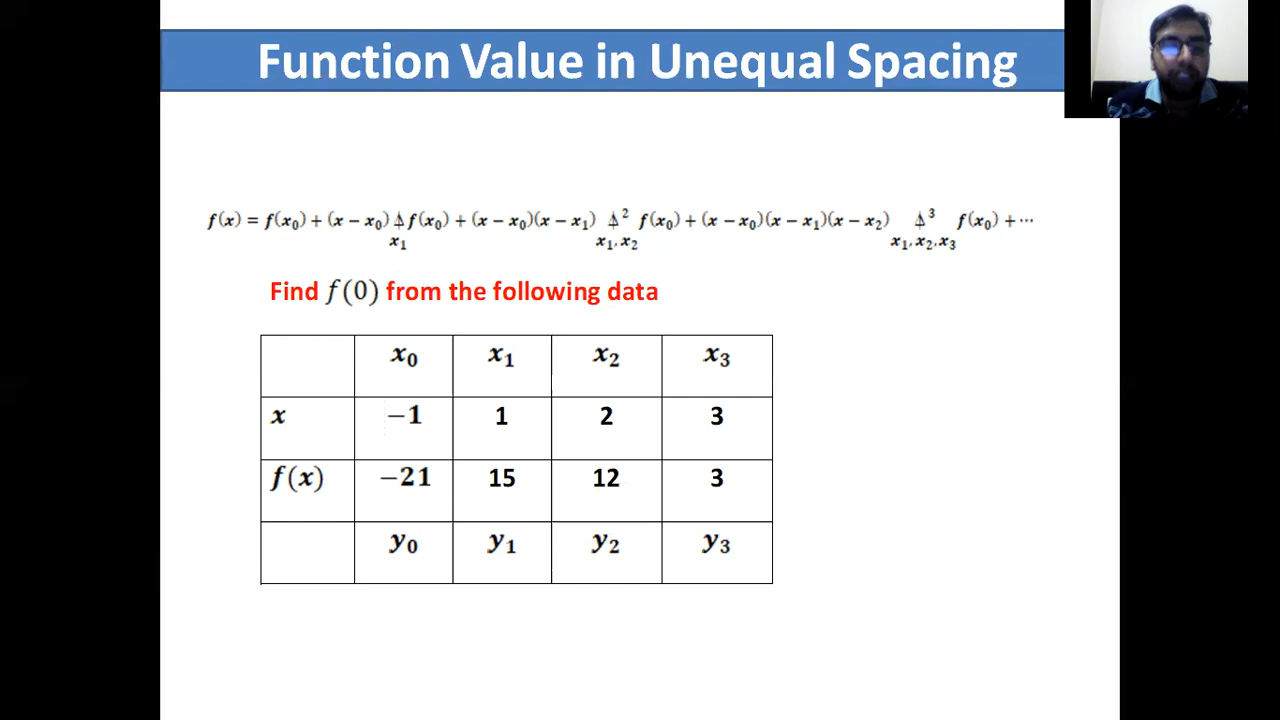 Function Value in Unequal Spacing
f(x) = f(x₀) + (x − x₀) Δ f(x₀) + (x − x₀)(x − x₁) Δ² f(x₀) + (x − x₀)(x − x₁)(x − x₂) Δ³ f(x₀) + ⋯
x₁ x₁,x₂ x₁,x₂,x₃
Find f(0) from the following data
x₀ x₁ x₂ x₃
x −1 1 2 3
f(x) −21 15 12 3
y₀ y₁ y₂ y₃